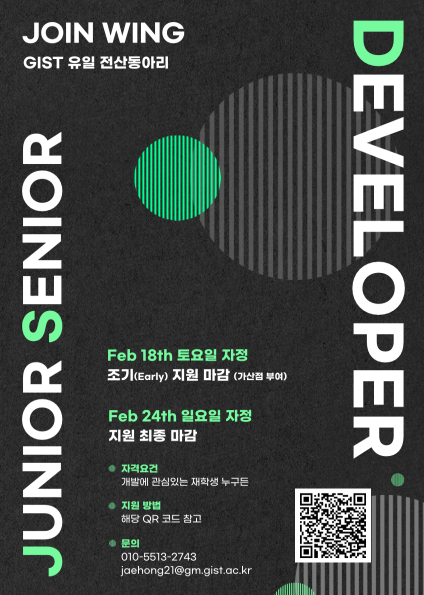 JOIN WING
GIST 유일 전산동아리
DEVELOPER
JUNIOR SENIOR
Feb 18th 토요일 자정
조기(Early) 지원 마감 (가산점 부여)
Feb 24th 일요일 자정
지원 최종 마감
자격요건
개발에 관심있는 재학생 누구든
지원 방법
해당 QR 코드 참고
문의
010-5513-2743
jaehong21@gm.gist.ac.kr